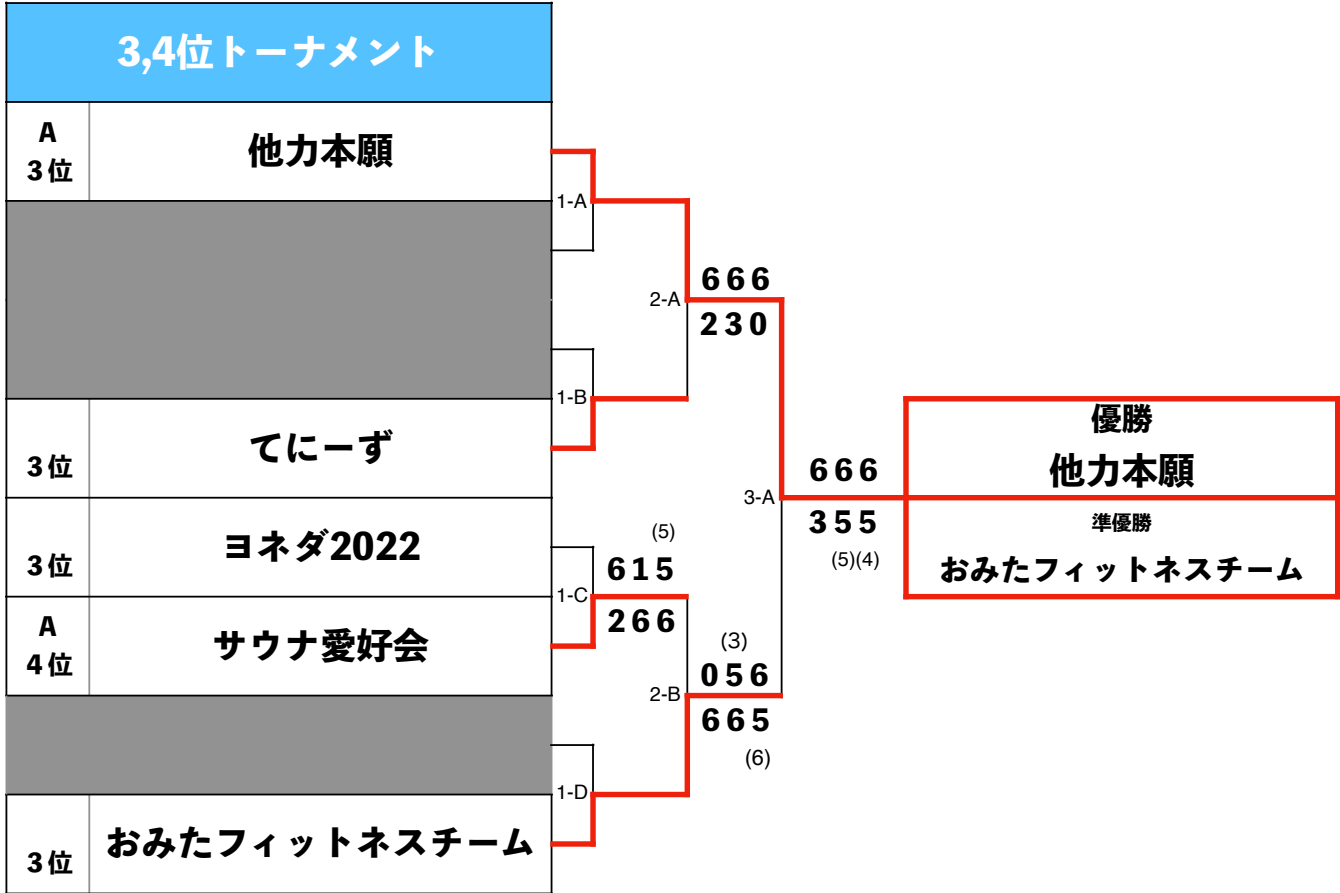 3,4位トーナメント
A
3位
他力本願
1-A
2-A
666
230
1-B
3位
てにーず
優勝
他力本願
3-A
666
355
(5)(4)
準優勝
おみたフィットネスチーム
3位
ヨネダ2022
(5)
615
1-C
266
A
4位
サウナ愛好会
(3)
056
2-B
665
(6)
1-D
3位
おみたフィットネスチーム